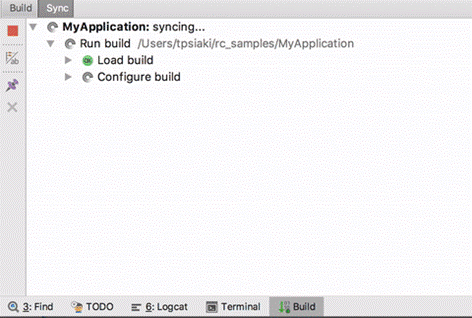 Build Sync
MyApplication: syncing...
Run build /Users/tpsiaki/rc_samples/MyApplication
Load build
Configure build
3: Find TODO 6: Logcat Terminal Build